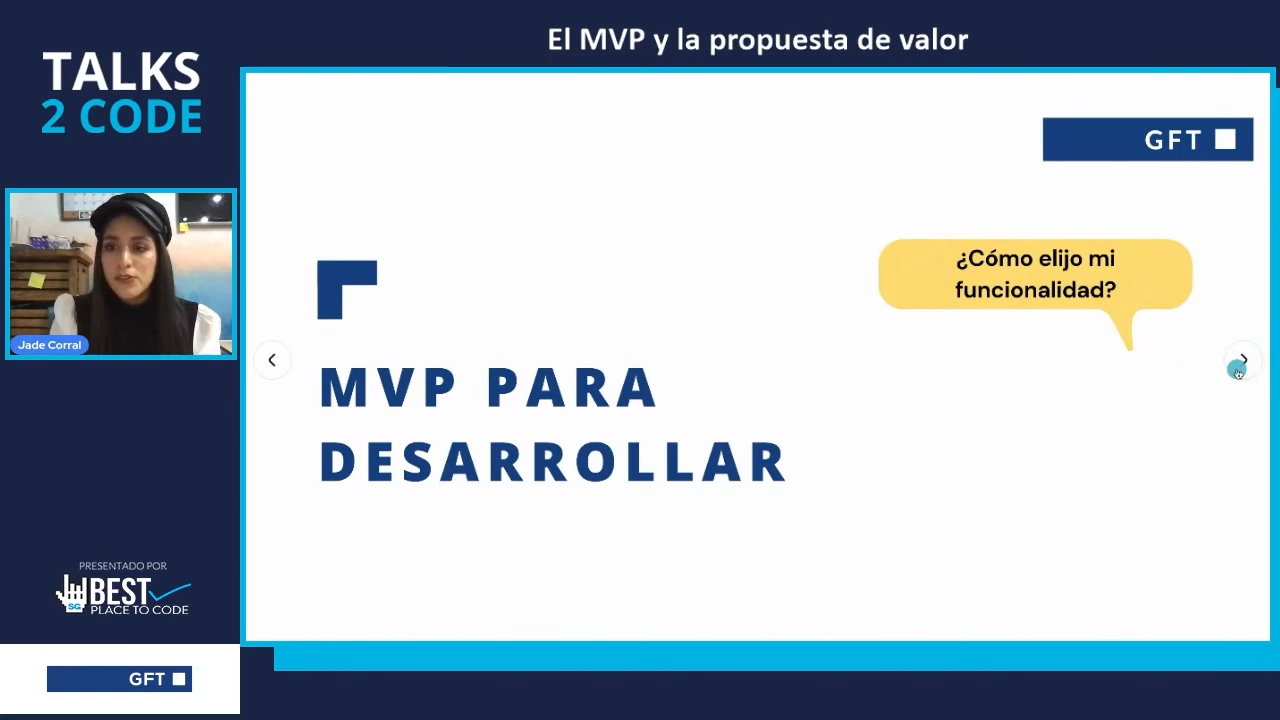 El MVP y la propuesta de valor
TALKS
2 CODE
Jade Corral
GFT
¿Cómo elijo mi
funcionalidad?
MVP PARA
DESARROLLAR
PRESENTADO POR
SG
BEST
PLACE TO CODE
GFT